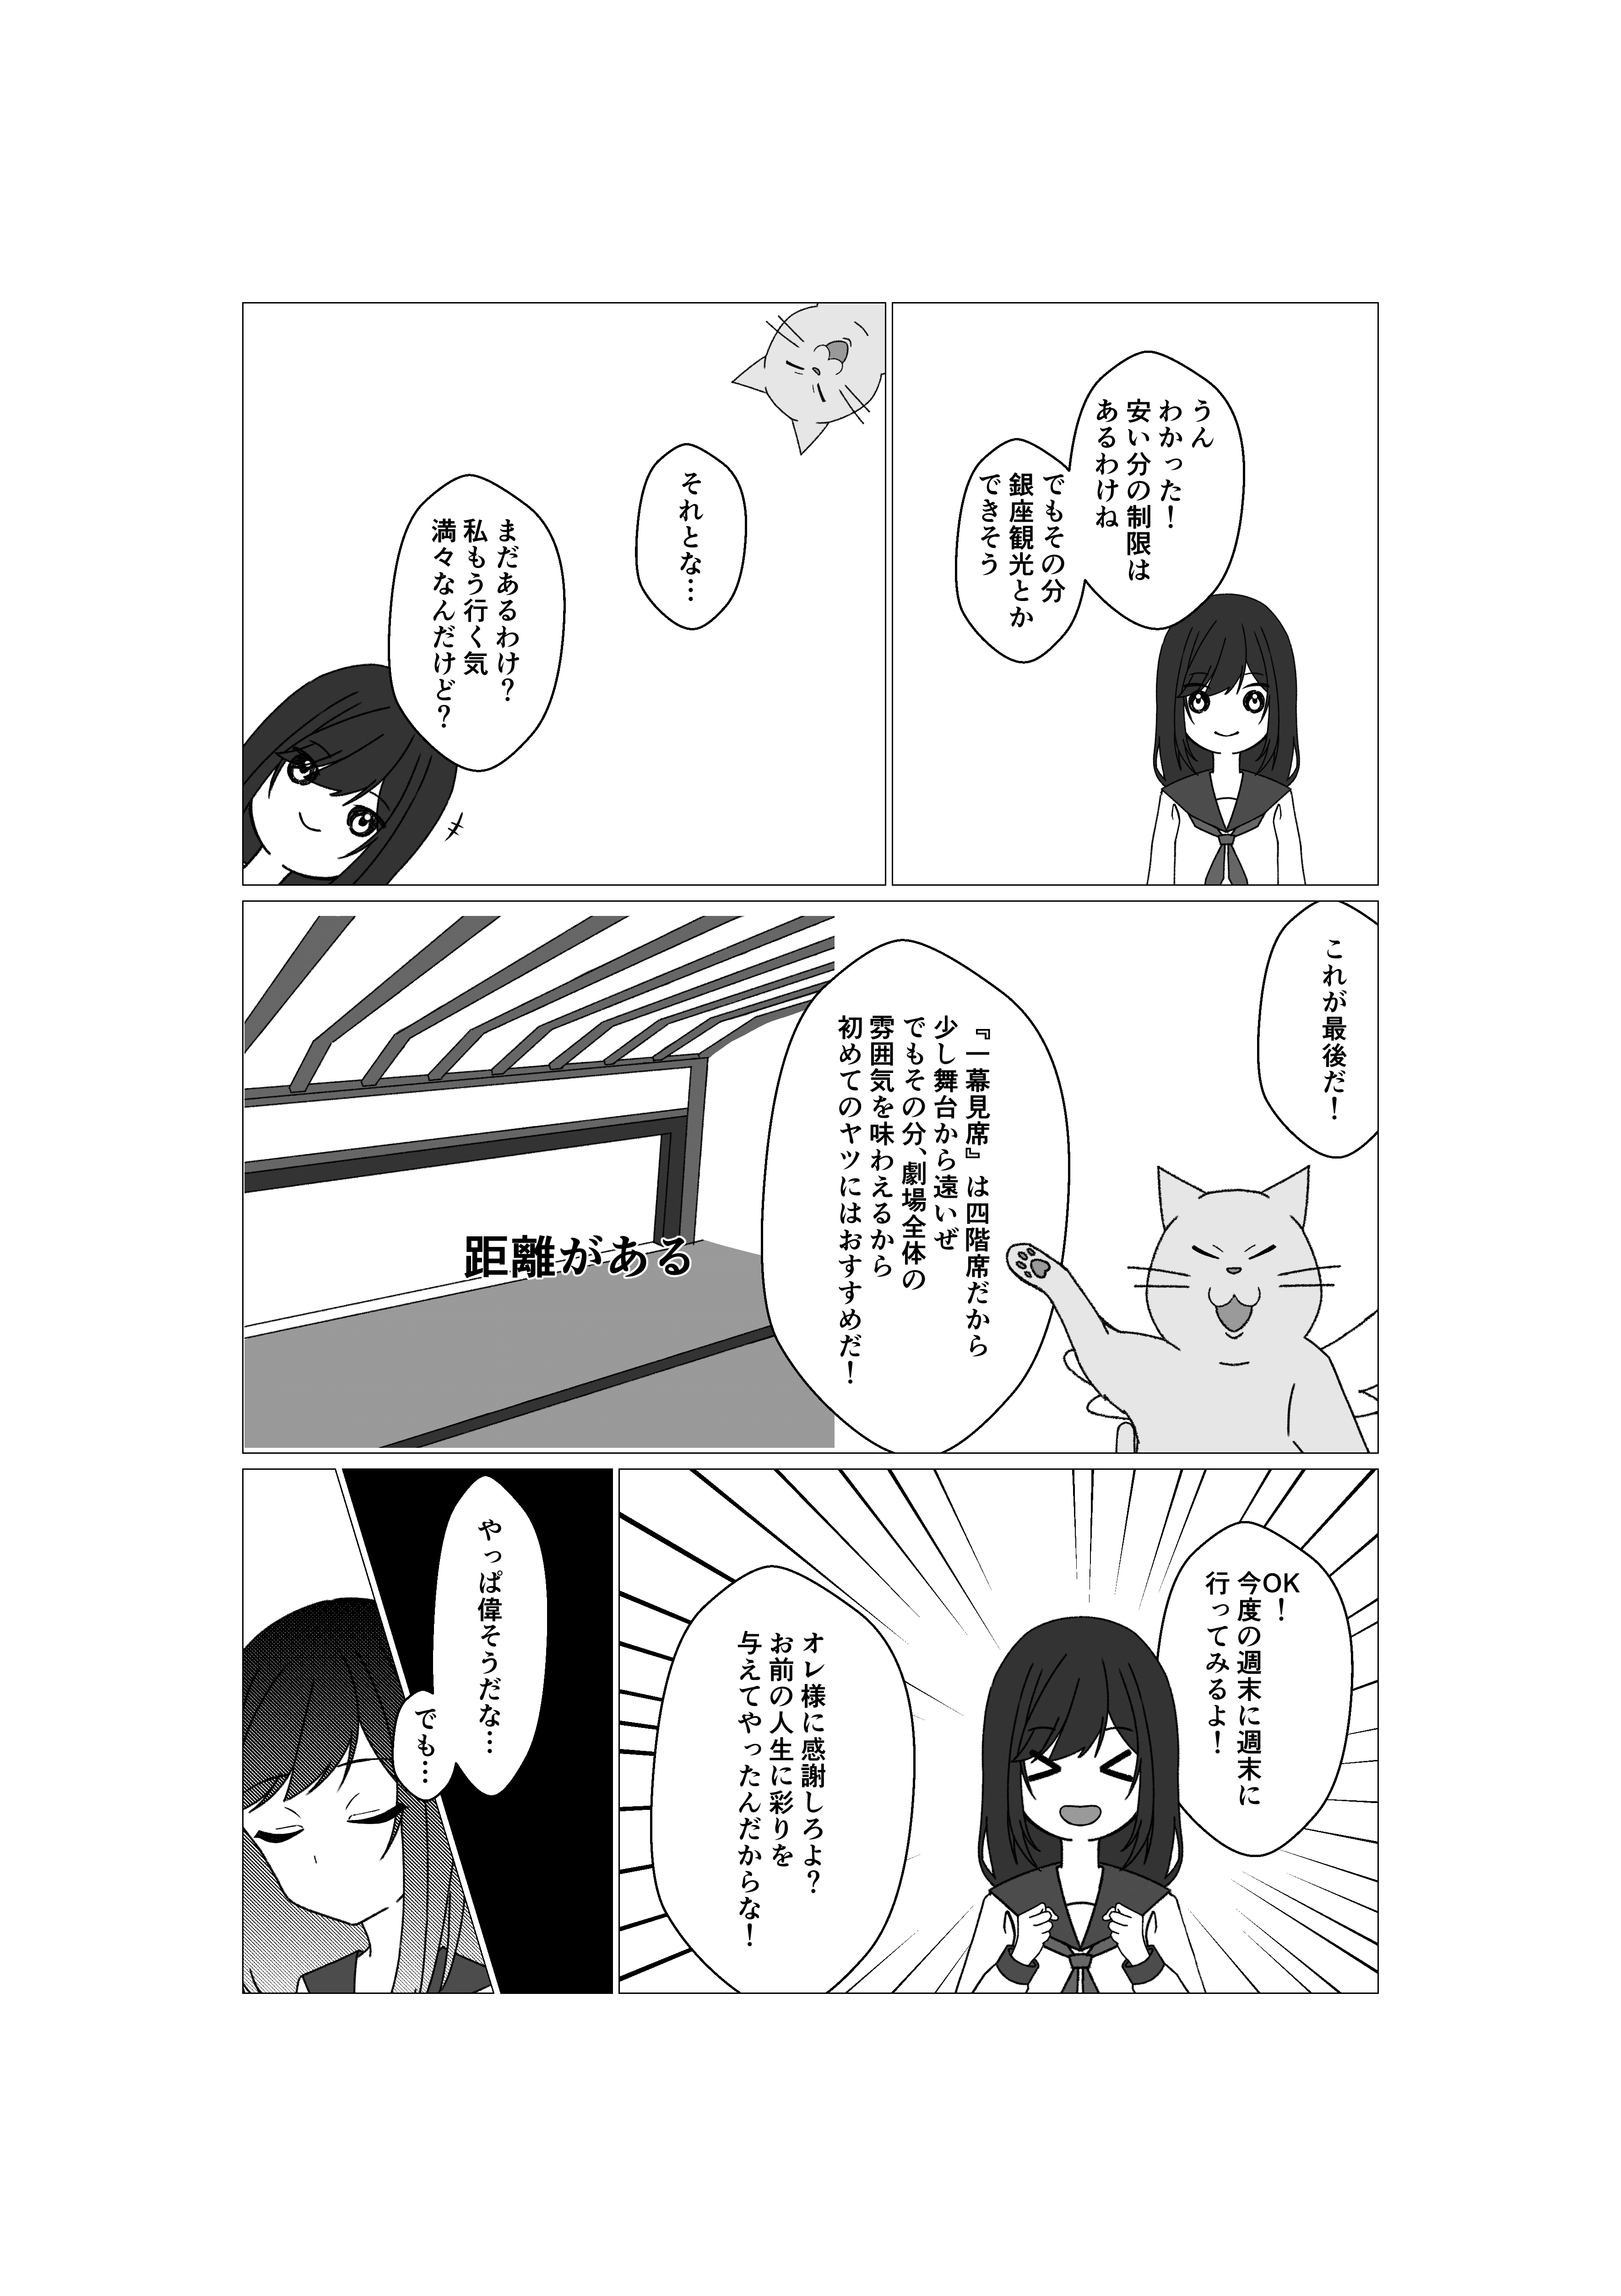 うん
わかった！
安い分の制限は
あるわけね
でもその分
銀座観光とか
できそう
それとな…
まだあるわけ？
私もう行く気
満々なんだけど？
これが最後だ！
『一幕見席』は四階席だから
少し舞台から遠いぜ
でもその分、劇場全体の
雰囲気を味わえるから
初めてのヤツにはおすすめだ！
距離がある
OK！
今度の週末に週末に
行ってみるよ！
オレ様に感謝しろよ？
お前の人生に彩りを
与えてやったんだからな！
やっぱ偉そうだな…
でも…